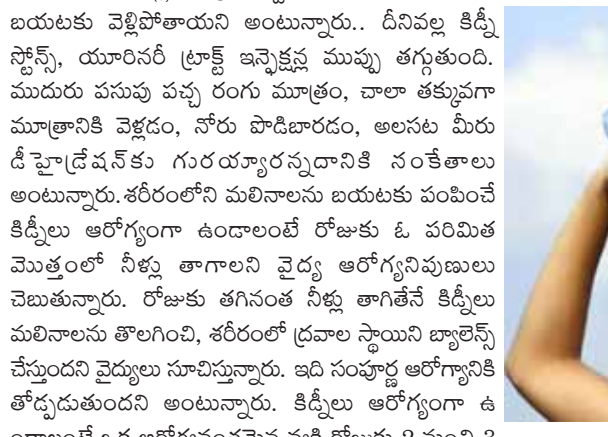 బయటకు వెళ్లిపోతాయని అంటున్నారు.. దీనివల్ల కిడ్నీ
స్టోన్స్, యూరినరీ ట్రాక్ట్ ఇన్ఫెక్షన్ల ముప్పు తగ్గుతుంది.
ముదురు పసుపు పచ్చ రంగు మూత్రం, చాలా తక్కువగా
మూత్రానికి వెళ్లడం, నోరు పొడిబారడం, అలసట మీరు
డీహైడ్రేషన్‌కు గురయ్యారన్నదానికి సంకేతాలు
అంటున్నారు.శరీరంలోని మలినాలను బయటకు పంపించే
కిడ్నీలు ఆరోగ్యంగా ఉండాలంటే రోజుకు ఓ పరిమిత
మొత్తంలో నీళ్లు తాగాలని వైద్య ఆరోగ్యనిపుణులు
చెబుతున్నారు. రోజుకు తగినంత నీళ్లు తాగితేనే కిడ్నీలు
మలినాలను తొలగించి, శరీరంలో ద్రవాల స్థాయిని బ్యాలెన్స్
చేస్తుందని వైద్యులు సూచిస్తున్నారు. ఇది సంపూర్ణ ఆరోగ్యానికి
తోడ్పడుతుందని అంటున్నారు. కిడ్నీలు ఆరోగ్యంగా ఉ